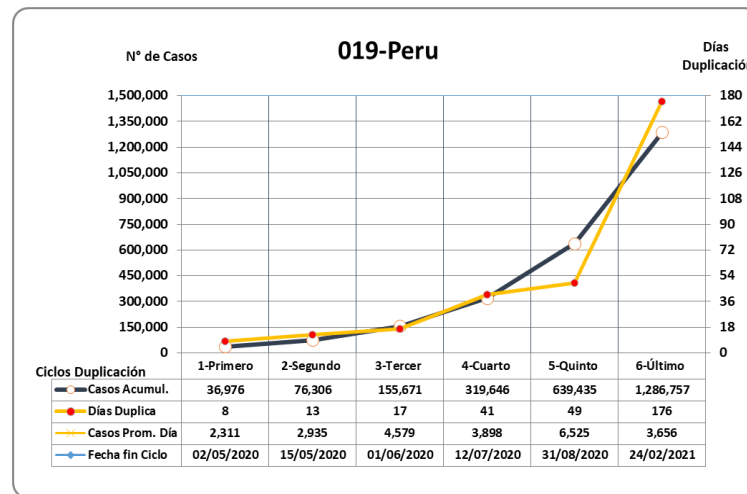 019-Peru
N° de Casos
Días
Duplicación
1,500,000 180
1,350,000 162
1,200,000 144
1,050,000 126
900,000 108
750,000 90
600,000 72
450,000 54
300,000 36
150,000 18
0 0
Ciclos Duplicación 1-Primero 2-Segundo 3-Tercer 4-Cuarto 5-Quinto 6-Último
Casos Acumul. 36,976 76,306 155,671 319,646 639,435 1,286,757
Días Duplica 8 13 17 41 49 176
Casos Prom. Día 2,311 2,935 4,579 3,898 6,525 3,656
Fecha fin Ciclo 02/05/2020 15/05/2020 01/06/2020 12/07/2020 31/08/2020 24/02/2021